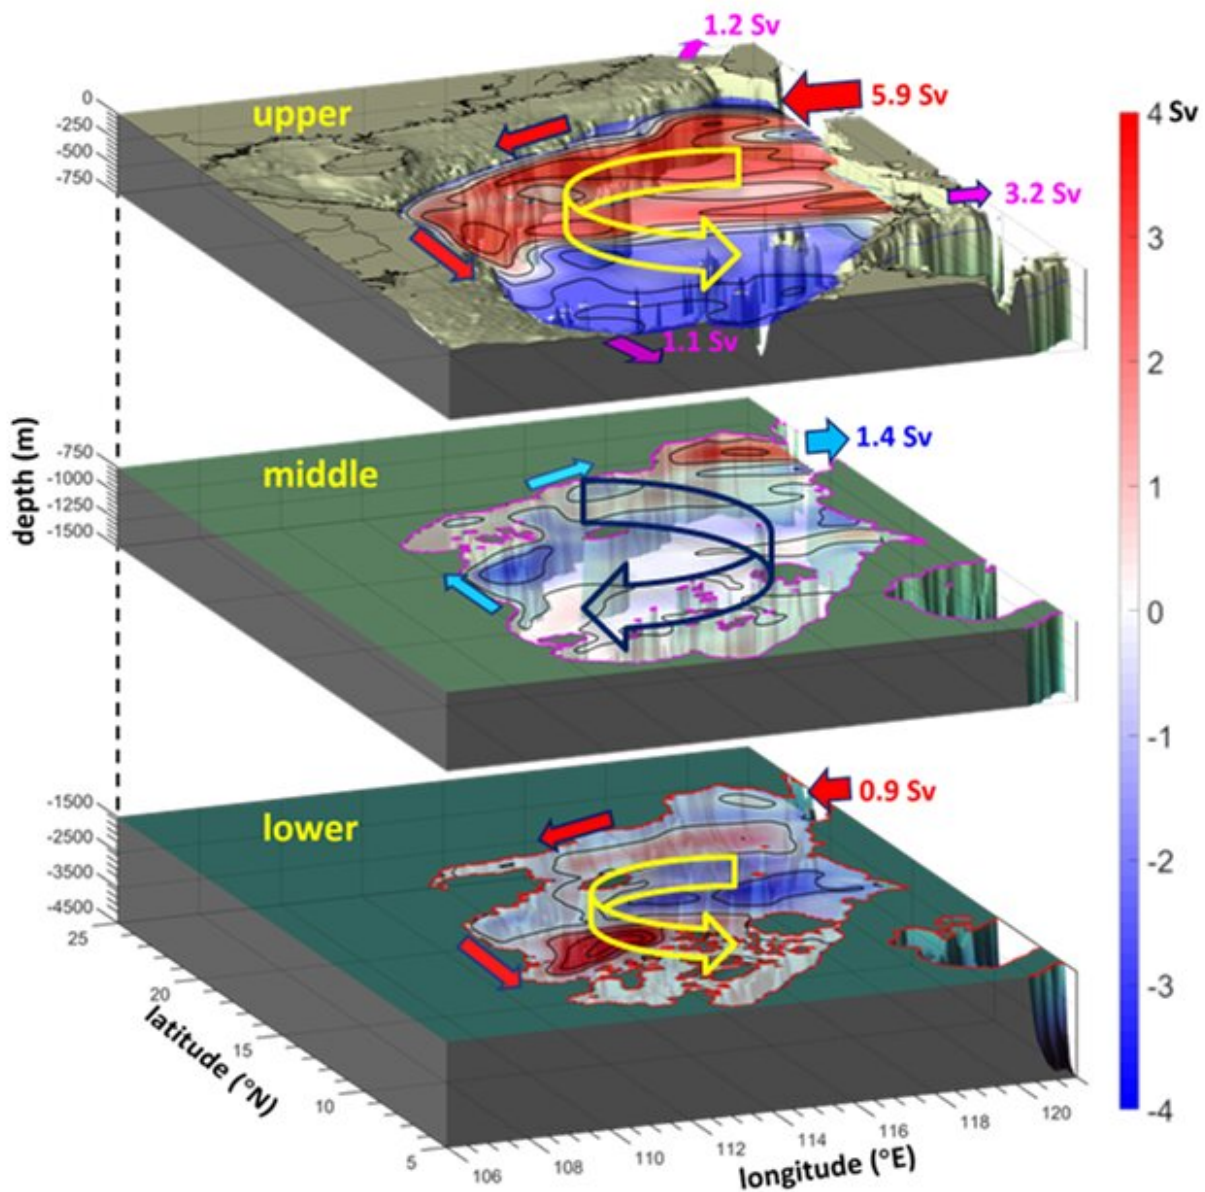 1.2 Sv
0
-250
-500
-750
upper
5.9 Sv
3.2 Sv
1.1 Sv
4 Sv
3
2
1
0
-1
-2
-3
-4
depth (m)
-750
-1000
-1250
-1500
middle
1.4 Sv
-1500
-2500
-3500
-4500
lower
0.9 Sv
25
20
15
10
5
latitude (°N)
106
108
110
112
114
116
118
120
longitude (°E)